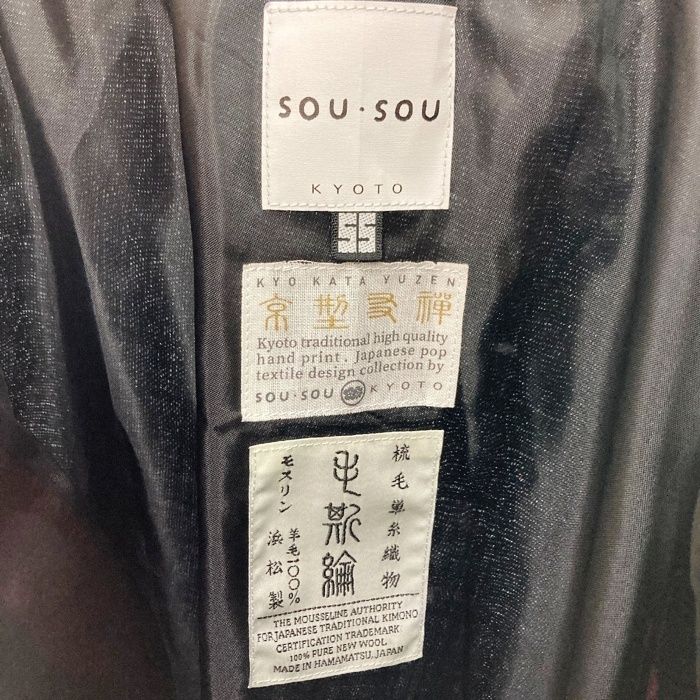 SOU・SOU
KYOTO
SS
KYO KATA YUZEN
京型友禅
Kyoto traditional high quality
hand print. Japanese pop
textile design collection by
SOU・SOU KYOTO
梳毛単糸織物
毛斯綸
モスリン
羊毛一〇〇%
浜松製
THE MOUSSELINE AUTHORITY
FOR JAPANESE TRADITIONAL KIMONO
CERTIFICATION TRADEMARK
100% PURE NEW WOOL
MADE IN HAMAMATSU, JAPAN